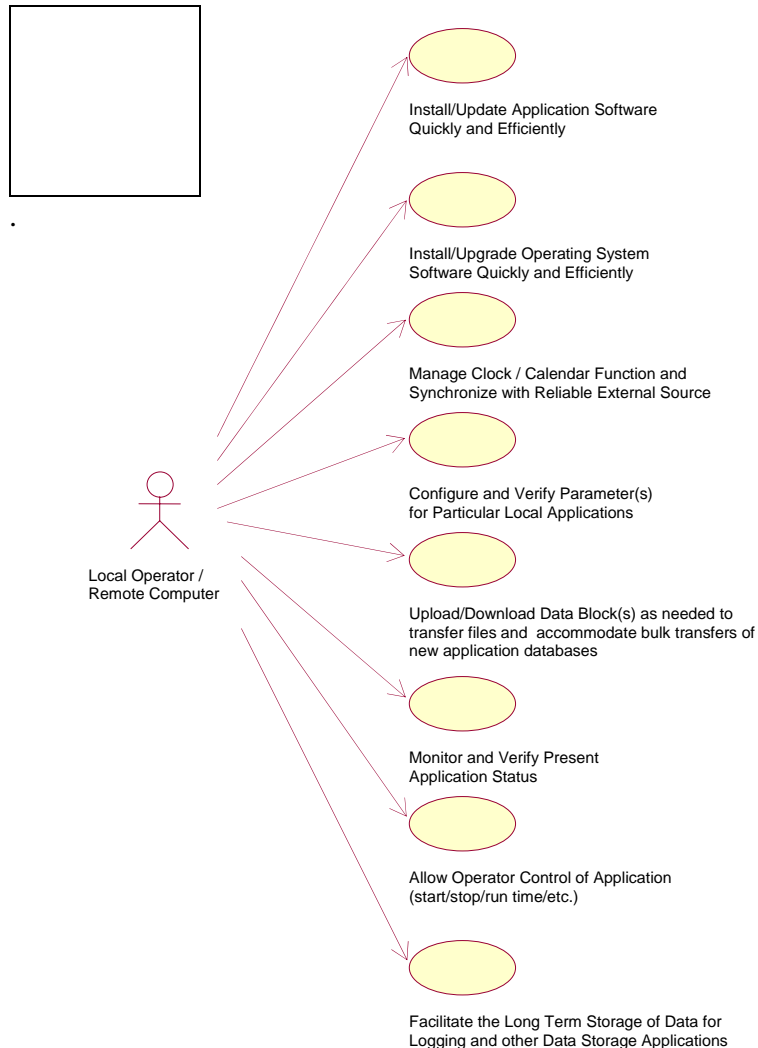 Install/Update Application Software
Quickly and Efficiently
.
Install/Upgrade Operating System
Software Quickly and Efficiently
Manage Clock / Calendar Function and
Synchronize with Reliable External Source
Configure and Verify Parameter(s)
for Particular Local Applications
Local Operator /
Remote Computer
Upload/Download Data Block(s) as needed to
transfer files and accommodate bulk transfers of
new application databases
Monitor and Verify Present
Application Status
Allow Operator Control of Application
(start/stop/run time/etc.)
Facilitate the Long Term Storage of Data for
Logging and other Data Storage Applications